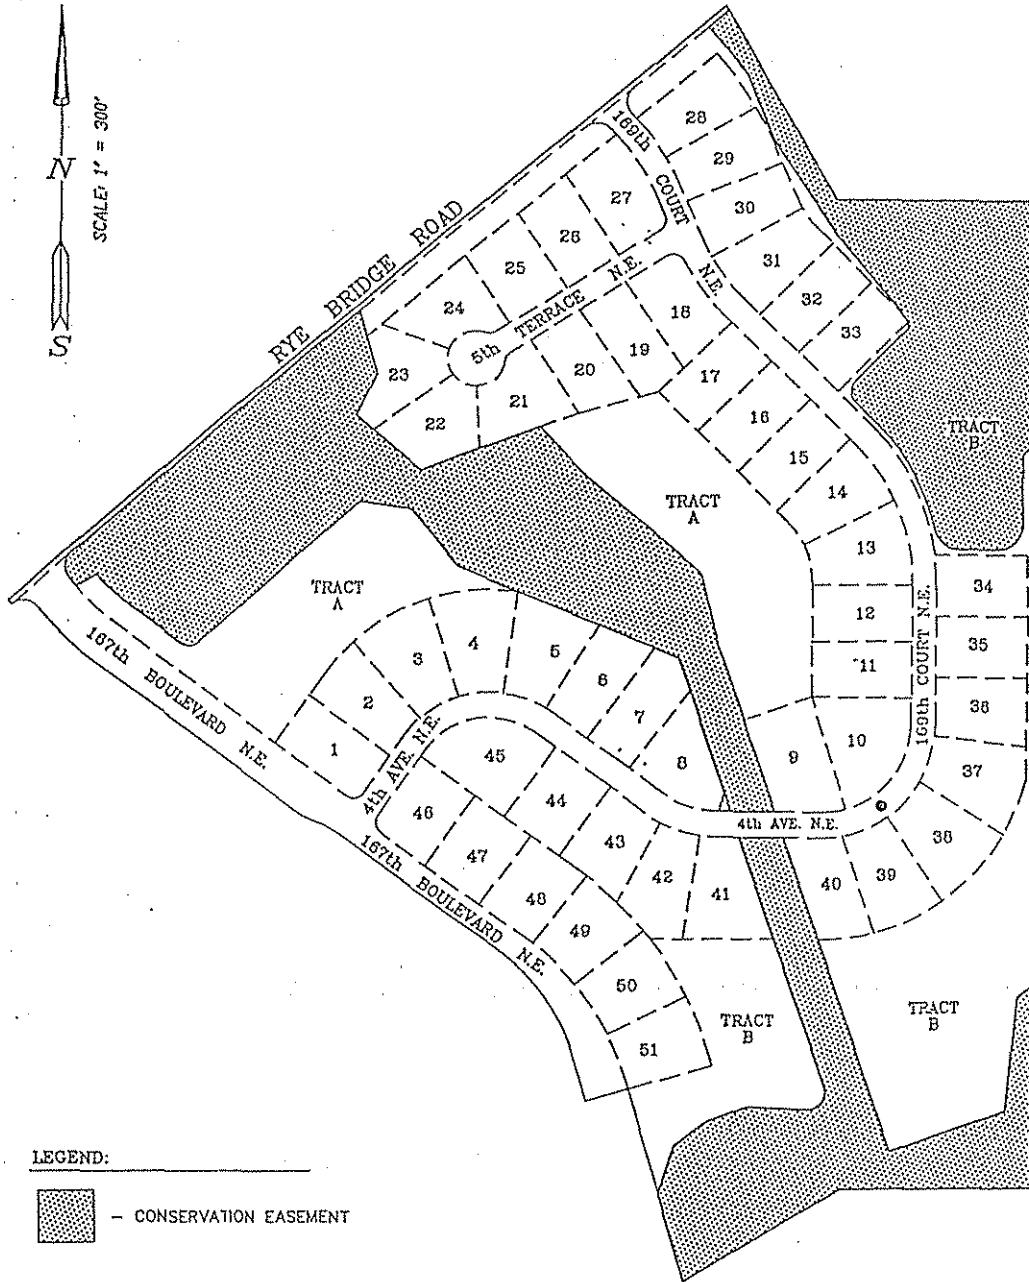 N
S
SCALE: 1" = 300'
RYE BRIDGE ROAD
169th COURT N.E.
28
29
27
30
26
25
31
24
5th TERRACE N.E.
18
32
33
23
19
20
17
21
22
16
TRACT B
15
14
TRACT A
13
34
TRACT A
12
35
11
169th COURT N.E.
36
167th BOULEVARD N.E.
4
3
5
2
6
1
7
4th AVE. N.E.
45
8
9
10
37
46
44
4th AVE. N.E.
43
38
167th BOULEVARD N.E.
47
42
41
40
39
48
49
50
TRACT B
TRACT B
51
LEGEND:
- CONSERVATION EASEMENT